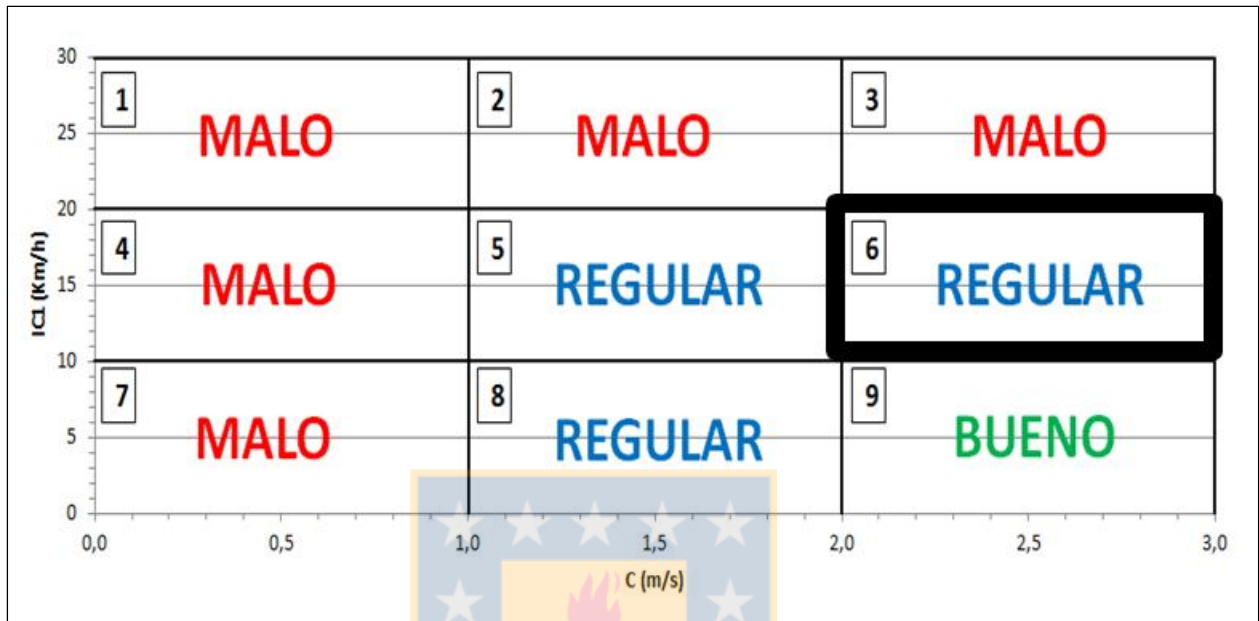 30
1 MALO 2 MALO 3 MALO
25
20
4 MALO 5 REGULAR 6 REGULAR
15
10
7 MALO 8 REGULAR 9 BUENO
5
0
0,0 0,5 1,0 1,5 2,0 2,5 3,0
IC1 (Km/h)
C (m/s)